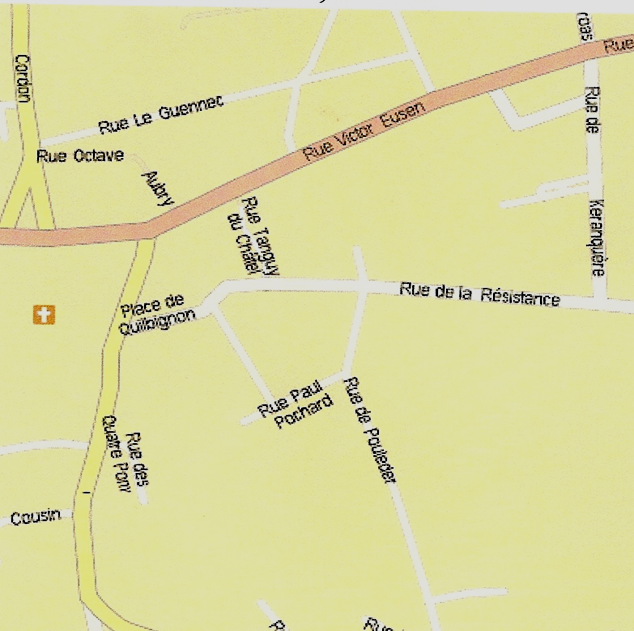 Cordon
roas
Rue
Rue Le Guennec
Rue Victor Eusen
Rue de
Keranquère
Rue Octave
Aubry
Rue Tanguy
du Châtel
Place de
Quilbignon
Rue de la Résistance
Rue Paul
Pochard
Rue de Pouleder
Rue des
Quatre Pomp
Cousin